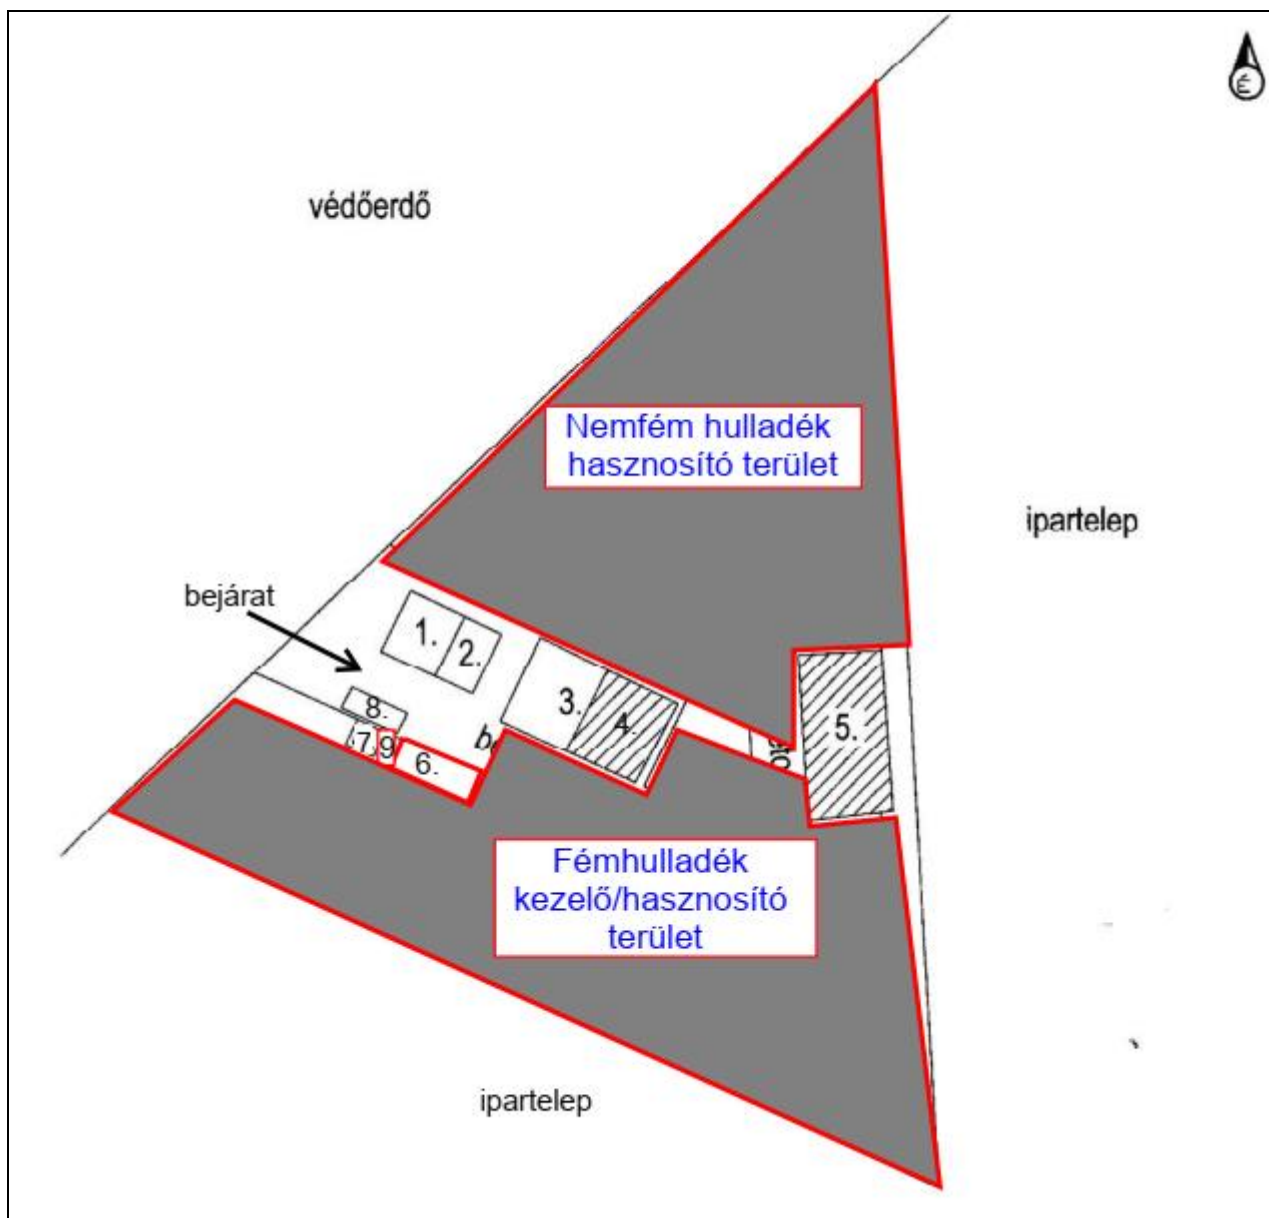 É
védőerdő
Nemfém hulladék
hasznosító terület
ipartelep
bejárat
1.
2.
3.
4.
5.
8.
7.
9
6.
Fémhulladék
kezelő/hasznosító
terület
ipartelep